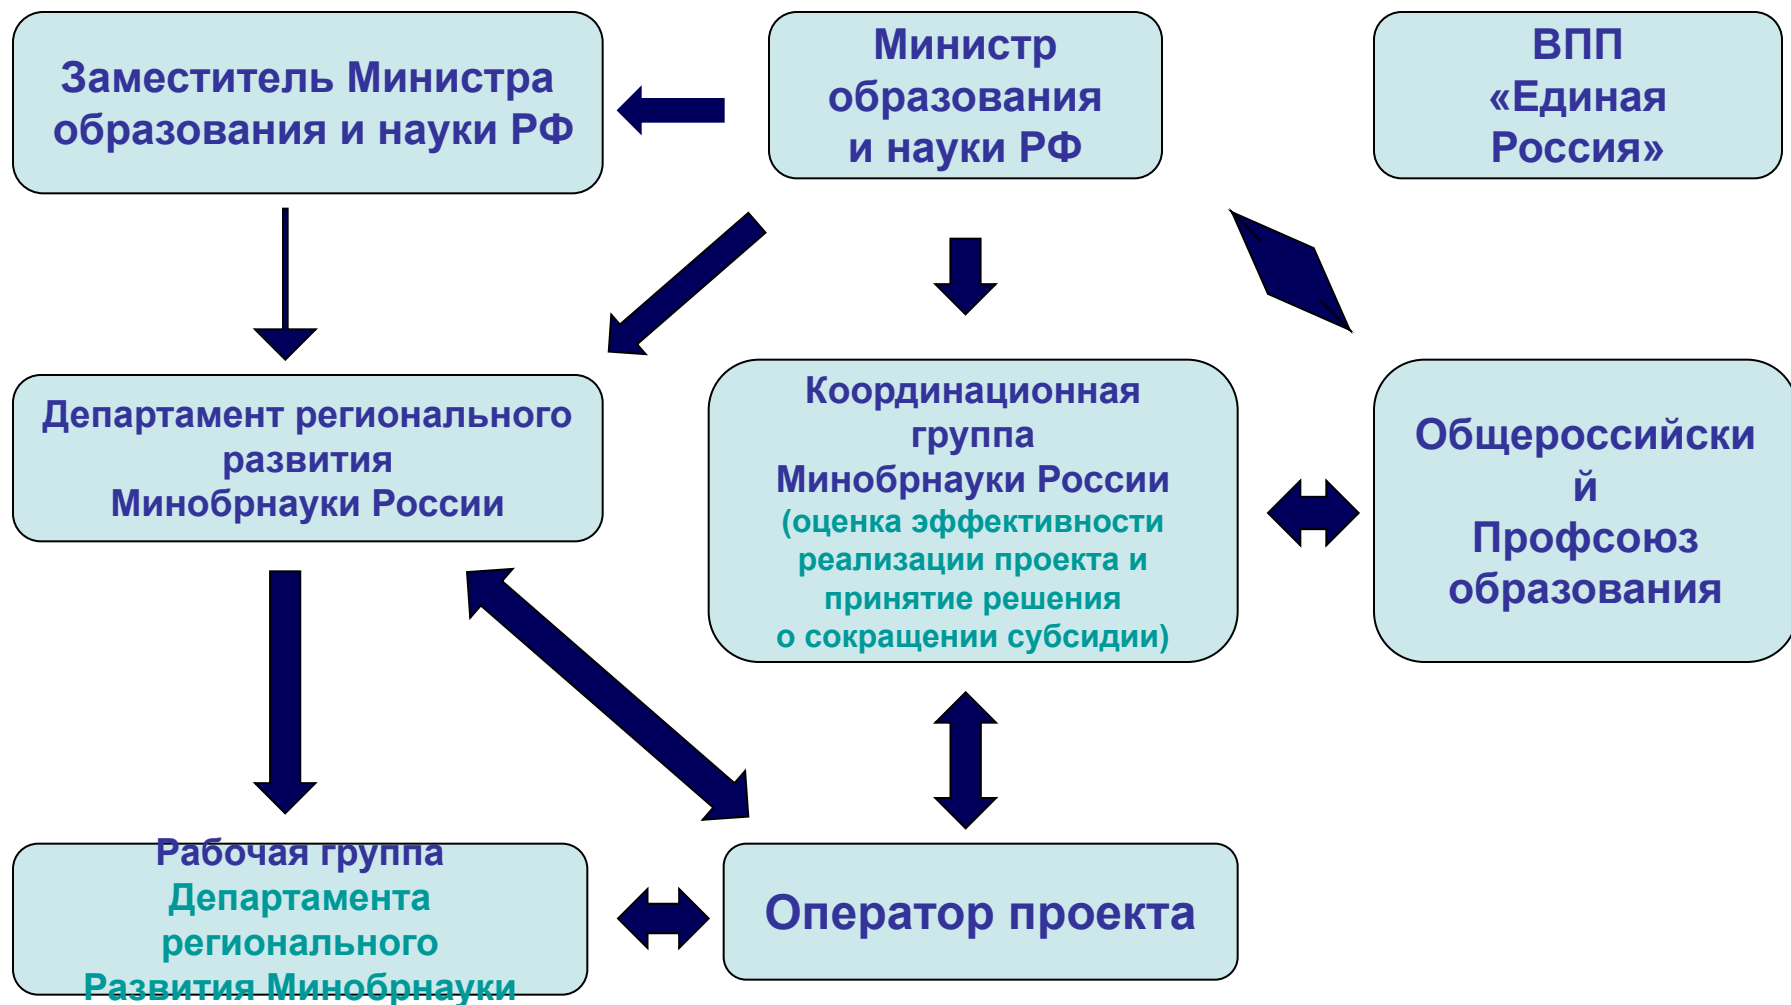 Заместитель Министра
образования и науки РФ
Министр
образования
и науки РФ
ВПП
«Единая
Россия»
Департамент регионального
развития
Минобрнауки России
Координационная
группа
Минобрнауки России
(оценка эффективности
реализации проекта и
принятие решения
о сокращении субсидии)
Общероссийски
й
Профсоюз
образования
Рабочая группа
Департамента
регионального
Развития Минобрнауки
Оператор проекта